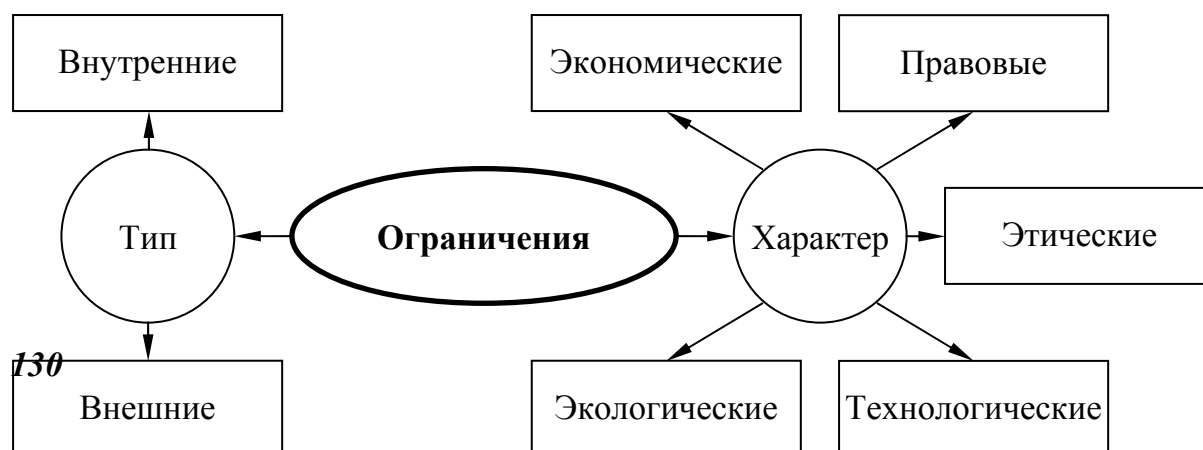 Внутренние
Экономические
Правовые
Тип
Ограничения
Характер
Этические
130
Внешние
Экологические
Технологические